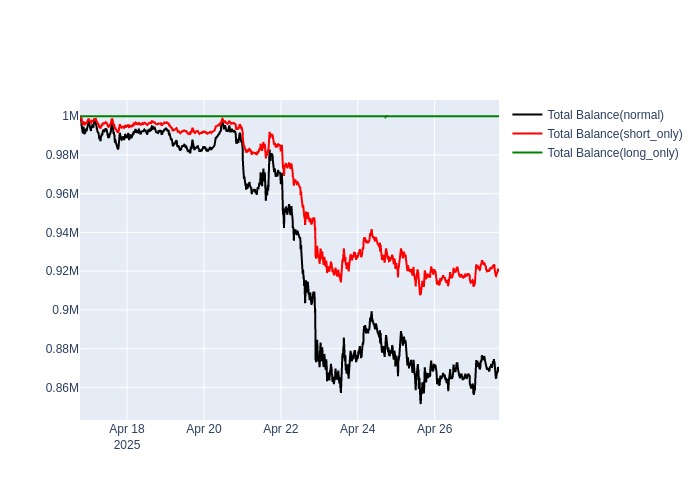 1M
0.98M
0.96M
0.94M
0.92M
0.9M
0.88M
0.86M
Apr 18
2025
Apr 20
Apr 22
Apr 24
Apr 26
Total Balance(normal)
Total Balance(short_only)
Total Balance(long_only)